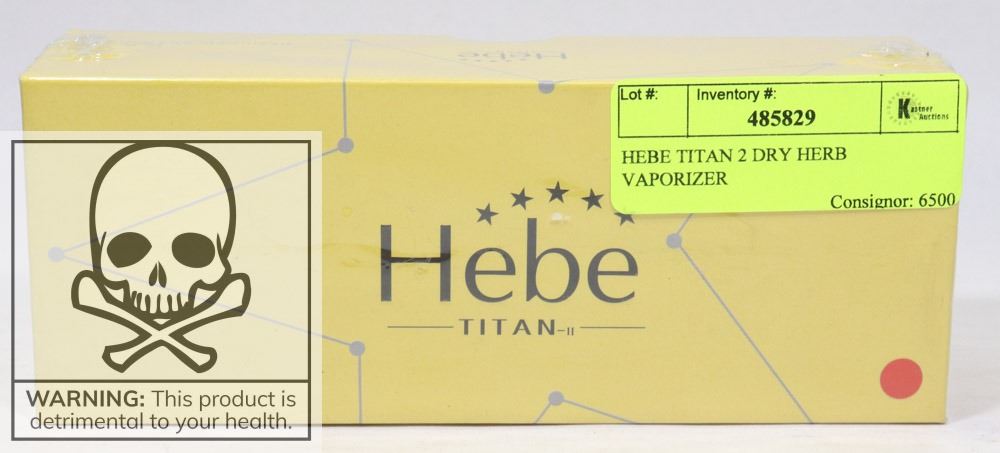 Hebe
Lot #:
Inventory #:
485829
Kastner
Auctions
HEBE TITAN 2 DRY HERB
VAPORIZER
Consignor: 6500
Hebe
TITAN-II
WARNING: This product is
detrimental to your health.